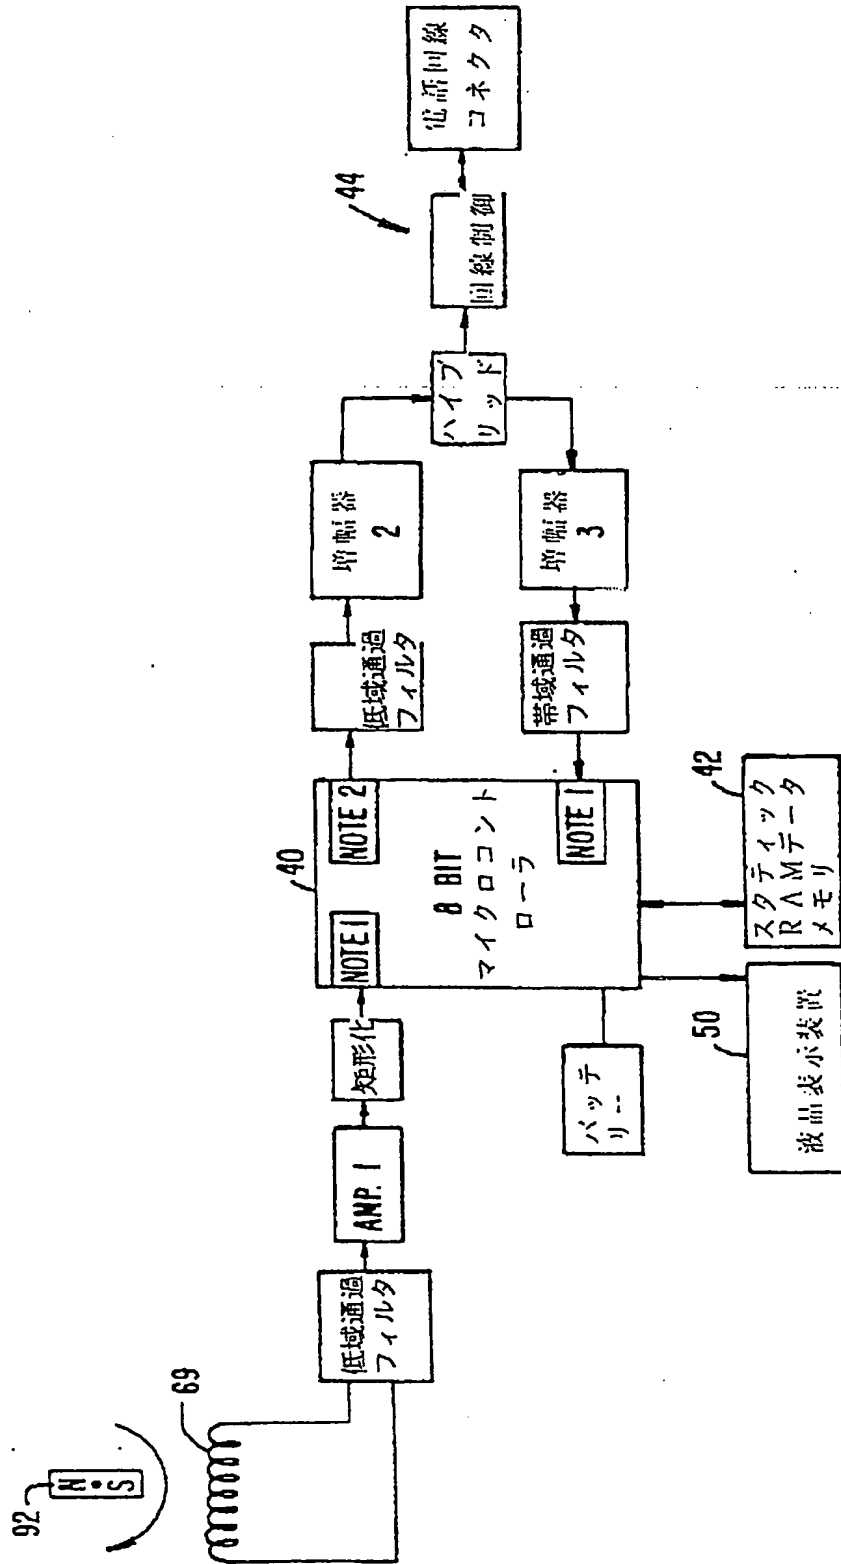 92
N
S
69
低域通過
フィルタ
AMP. 1
矩形化
40
NOTE 1
NOTE 2
8 BIT
マイクロコント
ローラ
NOTE 1
バッテ
リー
低域通過
フィルタ
増幅器
2
ハイブ
リッド
44
回線制御
電話回線
コネクタ
増幅器
3
帯域通過
フィルタ
50
液晶表示装置
42
スタティック
RAMデータ
メモリ